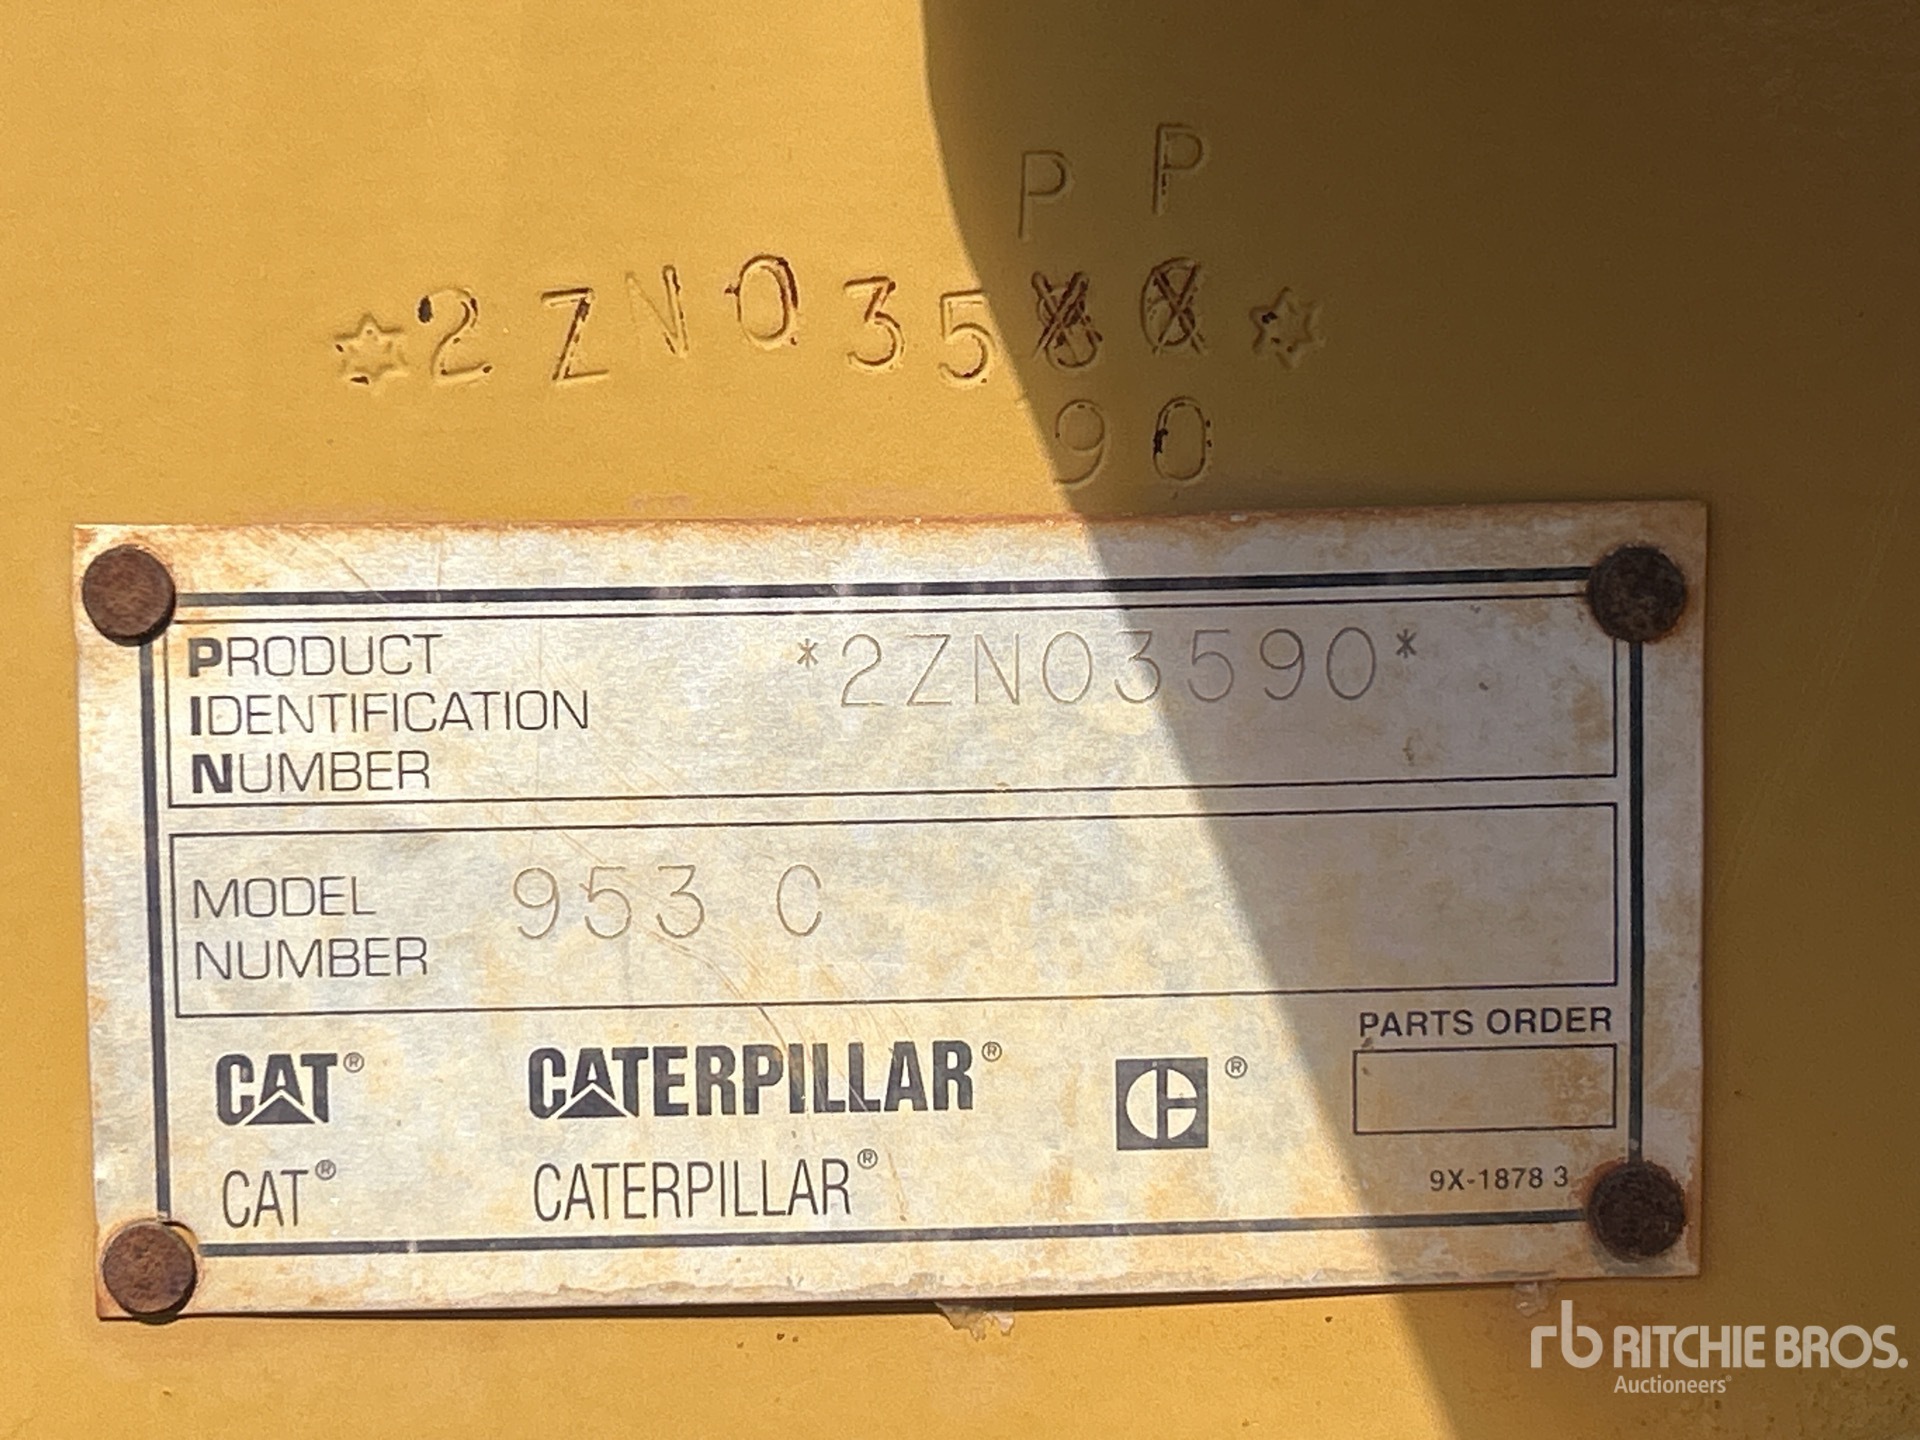 P P
☆2ZN035☆
90
PRODUCT
IDENTIFICATION
NUMBER
*2ZN03590*
MODEL
NUMBER
953 C
PARTS ORDER
CAT® CATERPILLAR® ®
CAT® CATERPILLAR®
9X-1878 3
rb RITCHIE BROS.
Auctioneers